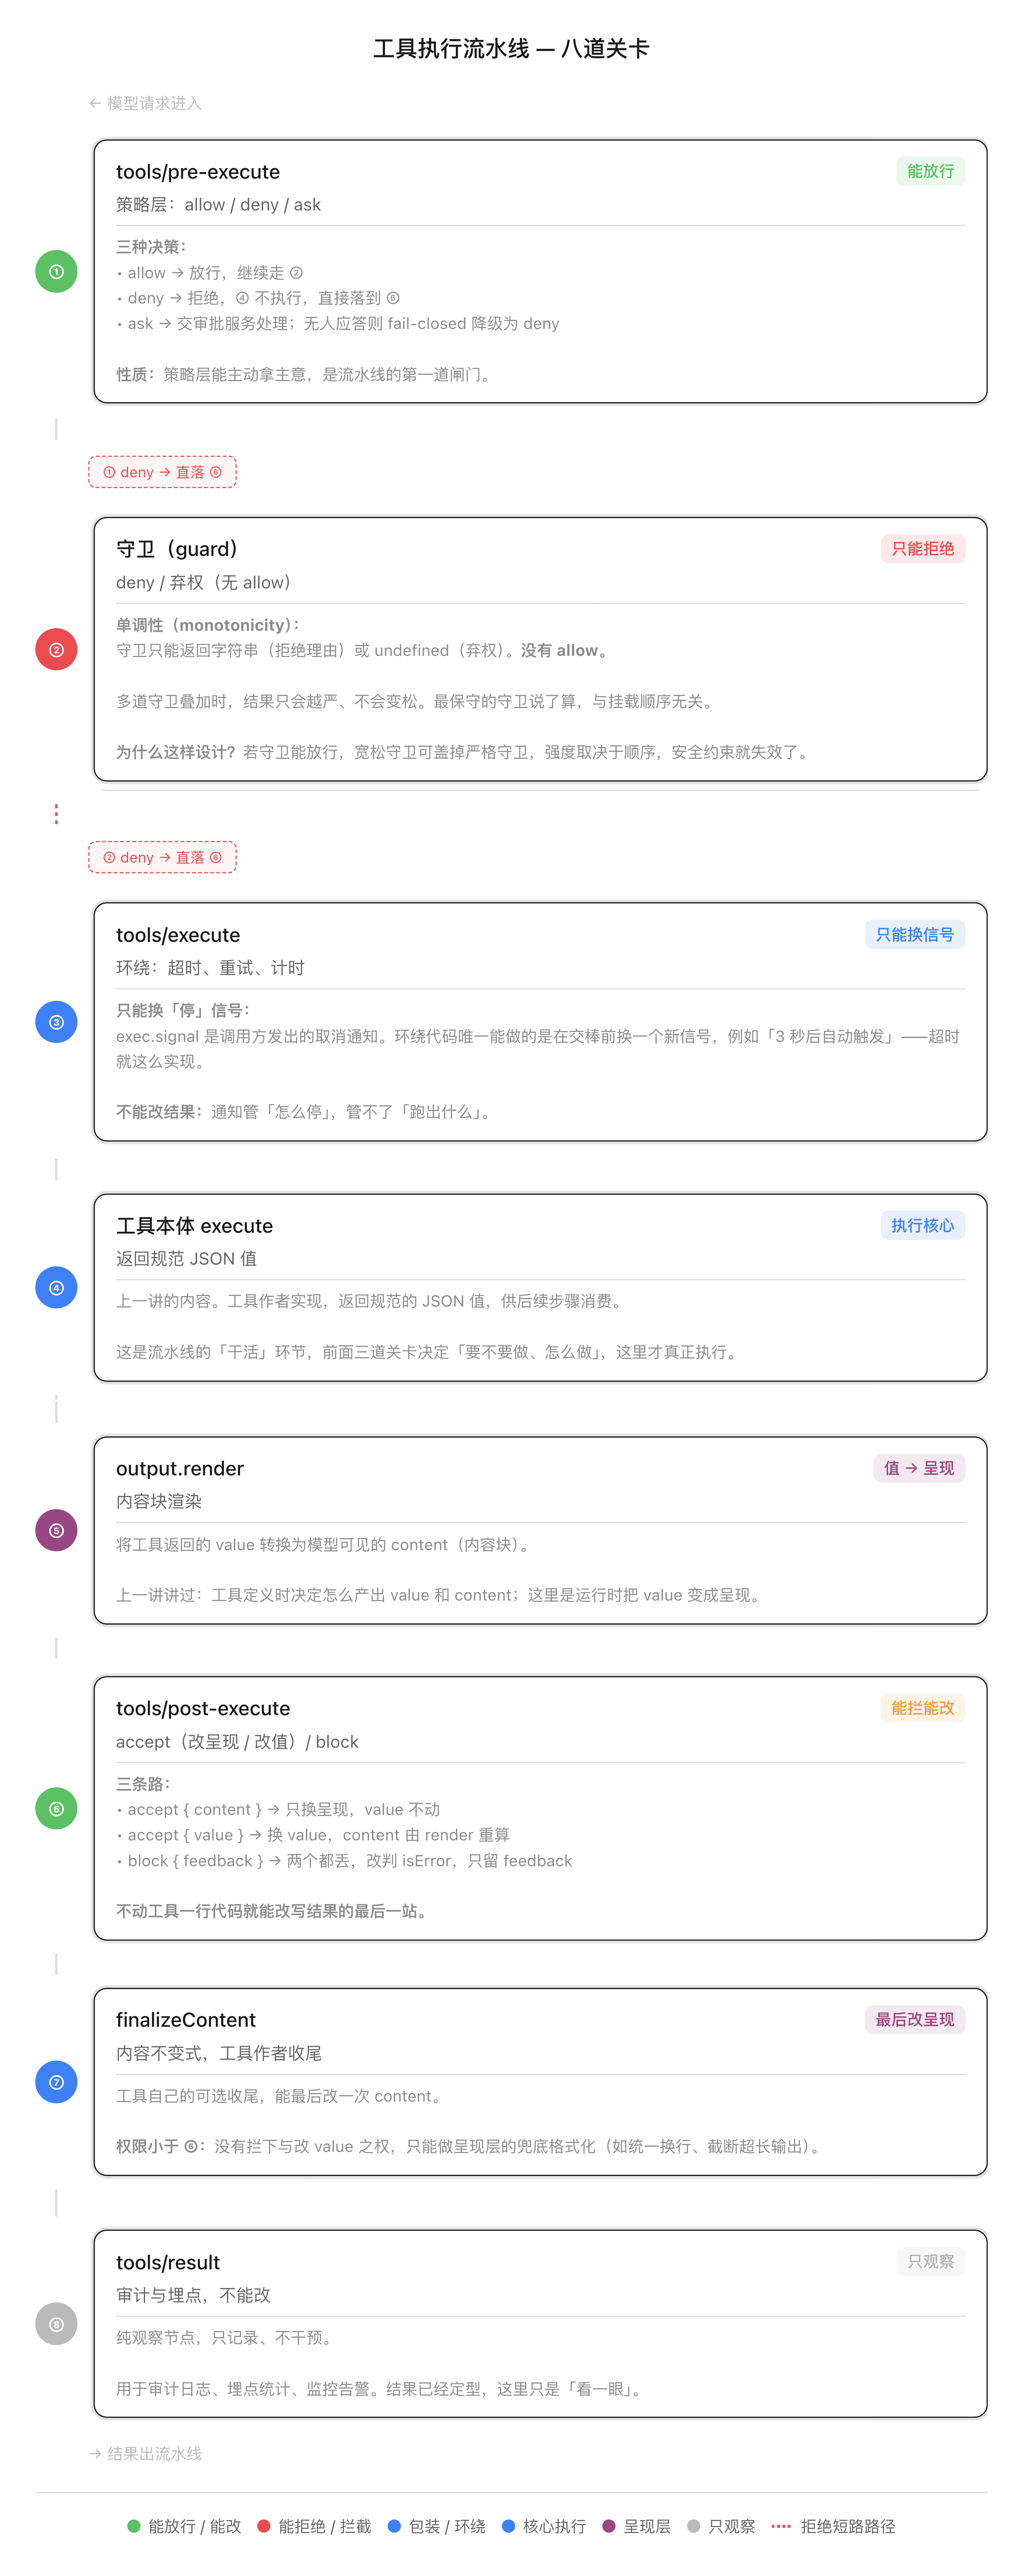 工具执行流水线 — 八道关卡
← 模型请求进入
tools/pre-execute
能放行
策略层：allow / deny / ask
①
三种决策：
• allow → 放行，继续走 ②
• deny → 拒绝，④ 不执行，直接落到 ⑥
• ask → 交审批服务处理；无人应答则 fail-closed 降级为 deny
性质：策略层能主动拿主意，是流水线的第一道闸门。
① deny → 直落 ⑥
守卫（guard）
只能拒绝
deny / 弃权（无 allow）
②
单调性（monotonicity）：
守卫只能返回字符串（拒绝理由）或 undefined（弃权）。没有 allow。
多道守卫叠加时，结果只会越严、不会变松。最保守的守卫说了算，与挂载顺序无关。
为什么这样设计？若守卫能放行，宽松守卫可盖掉严格守卫，强度取决于顺序，安全约束就失效了。
② deny → 直落 ⑥
tools/execute
只能换信号
环绕：超时、重试、计时
③
只能换「停」信号：
exec.signal 是调用方发出的取消通知。环绕代码唯一能做的是在交棒前换一个新信号，例如「3 秒后自动触发」——超时
就这么实现。
不能改结果：通知管「怎么停」，管不了「跑出什么」。
工具本体 execute
执行核心
返回规范 JSON 值
④
上一讲的内容。工具作者实现，返回规范的 JSON 值，供后续步骤消费。
这是流水线的「干活」环节，前面三道关卡决定「要不要做、怎么做」，这里才真正执行。
output.render
值 → 呈现
内容块渲染
⑤
将工具返回的 value 转换为模型可见的 content（内容块）。
上一讲讲过：工具定义时决定怎么产出 value 和 content；这里是运行时把 value 变成呈现。
tools/post-execute
能拦能改
accept（改呈现 / 改值）/ block
⑥
三条路：
• accept { content } → 只换呈现，value 不动
• accept { value } → 换 value，content 由 render 重算
• block { feedback } → 两个都丢，改判 isError，只留 feedback
不动工具一行代码就能改写结果的最后一站。
finalizeContent
最后改呈现
内容不变式，工具作者收尾
⑦
工具自己的可选收尾，能最后改一次 content。
权限小于 ⑥：没有拦下与改 value 之权，只能做呈现层的兜底格式化（如统一换行、截断超长输出）。
tools/result
只观察
审计与埋点，不能改
⑧
纯观察节点，只记录、不干预。
用于审计日志、埋点统计、监控告警。结果已经定型，这里只是「看一眼」。
→ 结果出流水线
能放行 / 能改 能拒绝 / 拦截 包装 / 环绕 核心执行 呈现层 只观察 拒绝短路路径